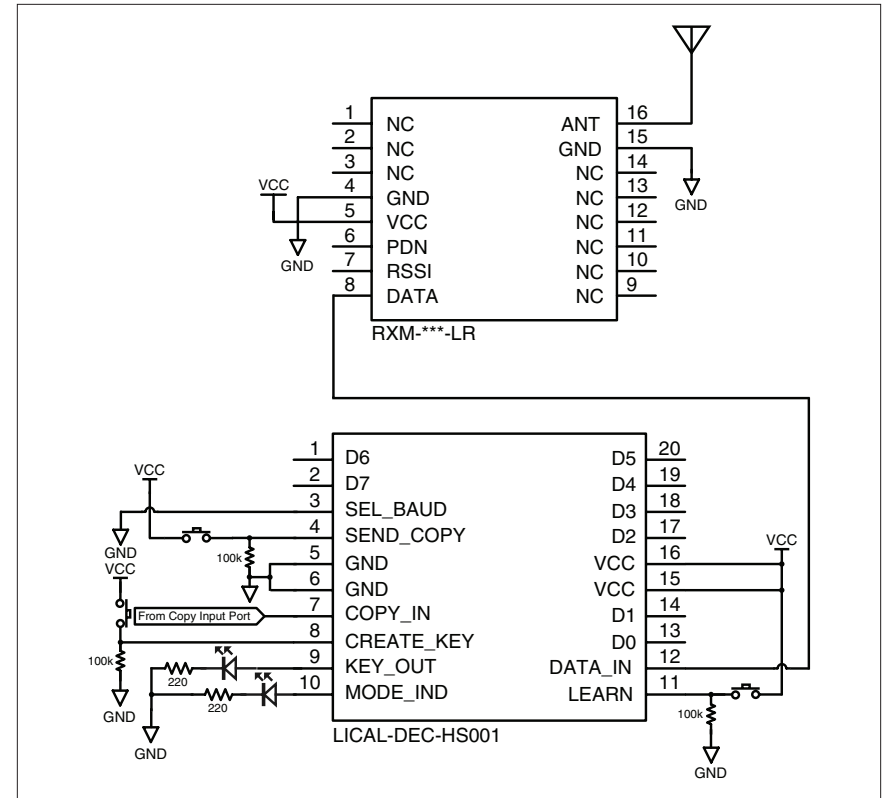 1 NC
2 NC
3 NC
4 GND
5 VCC
6 PDN
7 RSSI
8 DATA
ANT 16
GND 15
NC 14
NC 13
NC 12
NC 11
NC 10
NC 9
VCC
GND
GND
RXM-***-LR
1 D6
2 D7
3 SEL_BAUD
4 SEND_COPY
5 GND
6 GND
7 COPY_IN
8 CREATE_KEY
9 KEY_OUT
10 MODE_IND
D5 20
D4 19
D3 18
D2 17
VCC 16
VCC 15
D1 14
D0 13
DATA_IN 12
LEARN 11
VCC
GND
100k
VCC
From Copy Input Port
100k
220
220
GND
GND
VCC
100k
GND
LICAL-DEC-HS001